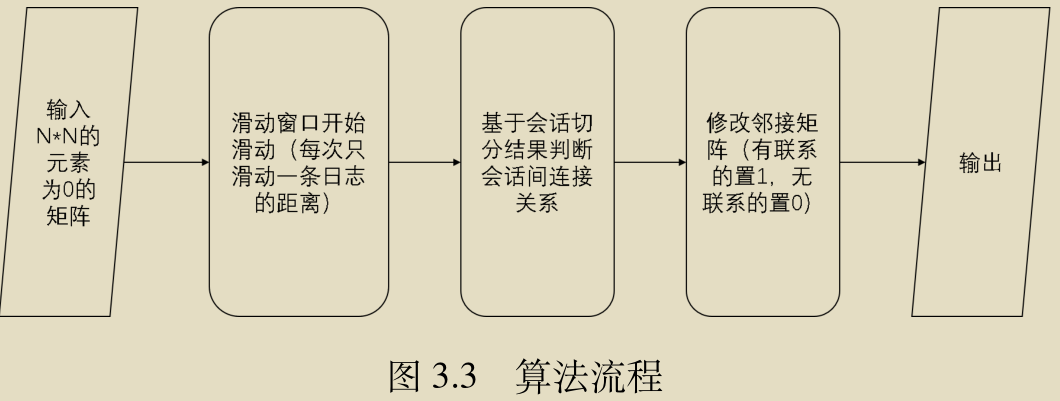 输入
N*N的
元素
为0的
矩阵
滑动窗口开始
滑动（每次只
滑动一条日志
的距离）
基于会话切
分结果判断
会话间连接
关系
修改邻接矩
阵（有联系
的置1，无
联系的置0）
输出
图 3.3 算法流程